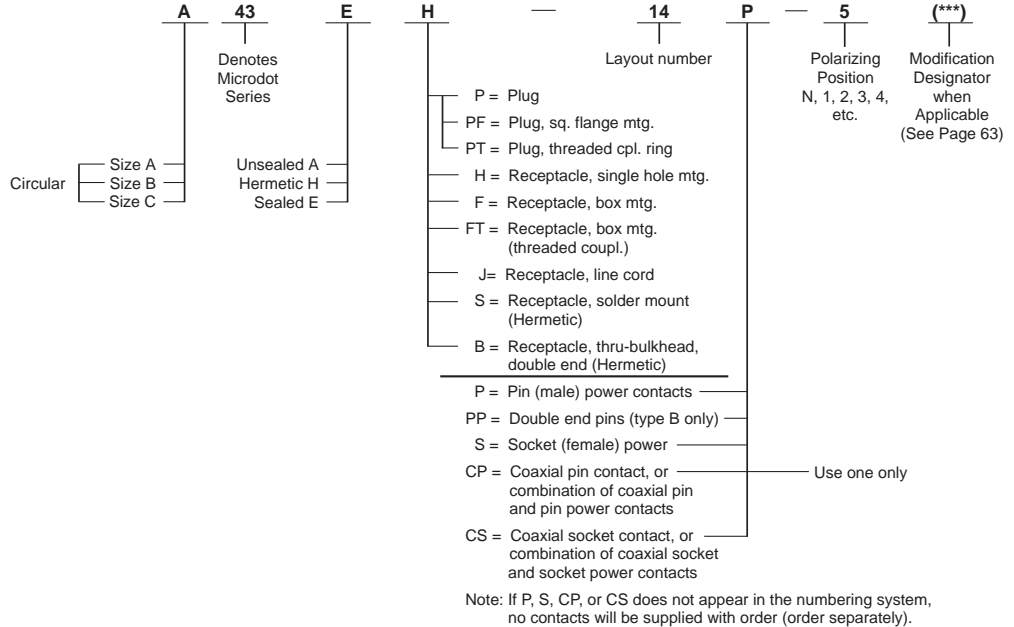 A 43 E H — 14 P — 5 (***)
Denotes
Microdot
Series
Layout number
Polarizing
Position
N, 1, 2, 3, 4,
etc.
Modification
Designator
when
Applicable
(See Page 63)
Circular
Size A
Size B
Size C
Unsealed A
Hermetic H
Sealed E
P = Plug
PF = Plug, sq. flange mtg.
PT = Plug, threaded cpl. ring
H = Receptacle, single hole mtg.
F = Receptacle, box mtg.
FT = Receptacle, box mtg.
(threaded coupl.)
J= Receptacle, line cord
S = Receptacle, solder mount
(Hermetic)
B = Receptacle, thru-bulkhead,
double end (Hermetic)
P = Pin (male) power contacts
PP = Double end pins (type B only)
S = Socket (female) power
CP = Coaxial pin contact, or
combination of coaxial pin
and pin power contacts
Use one only
CS = Coaxial socket contact, or
combination of coaxial socket
and socket power contacts
Note: If P, S, CP, or CS does not appear in the numbering system,
no contacts will be supplied with order (order separately).